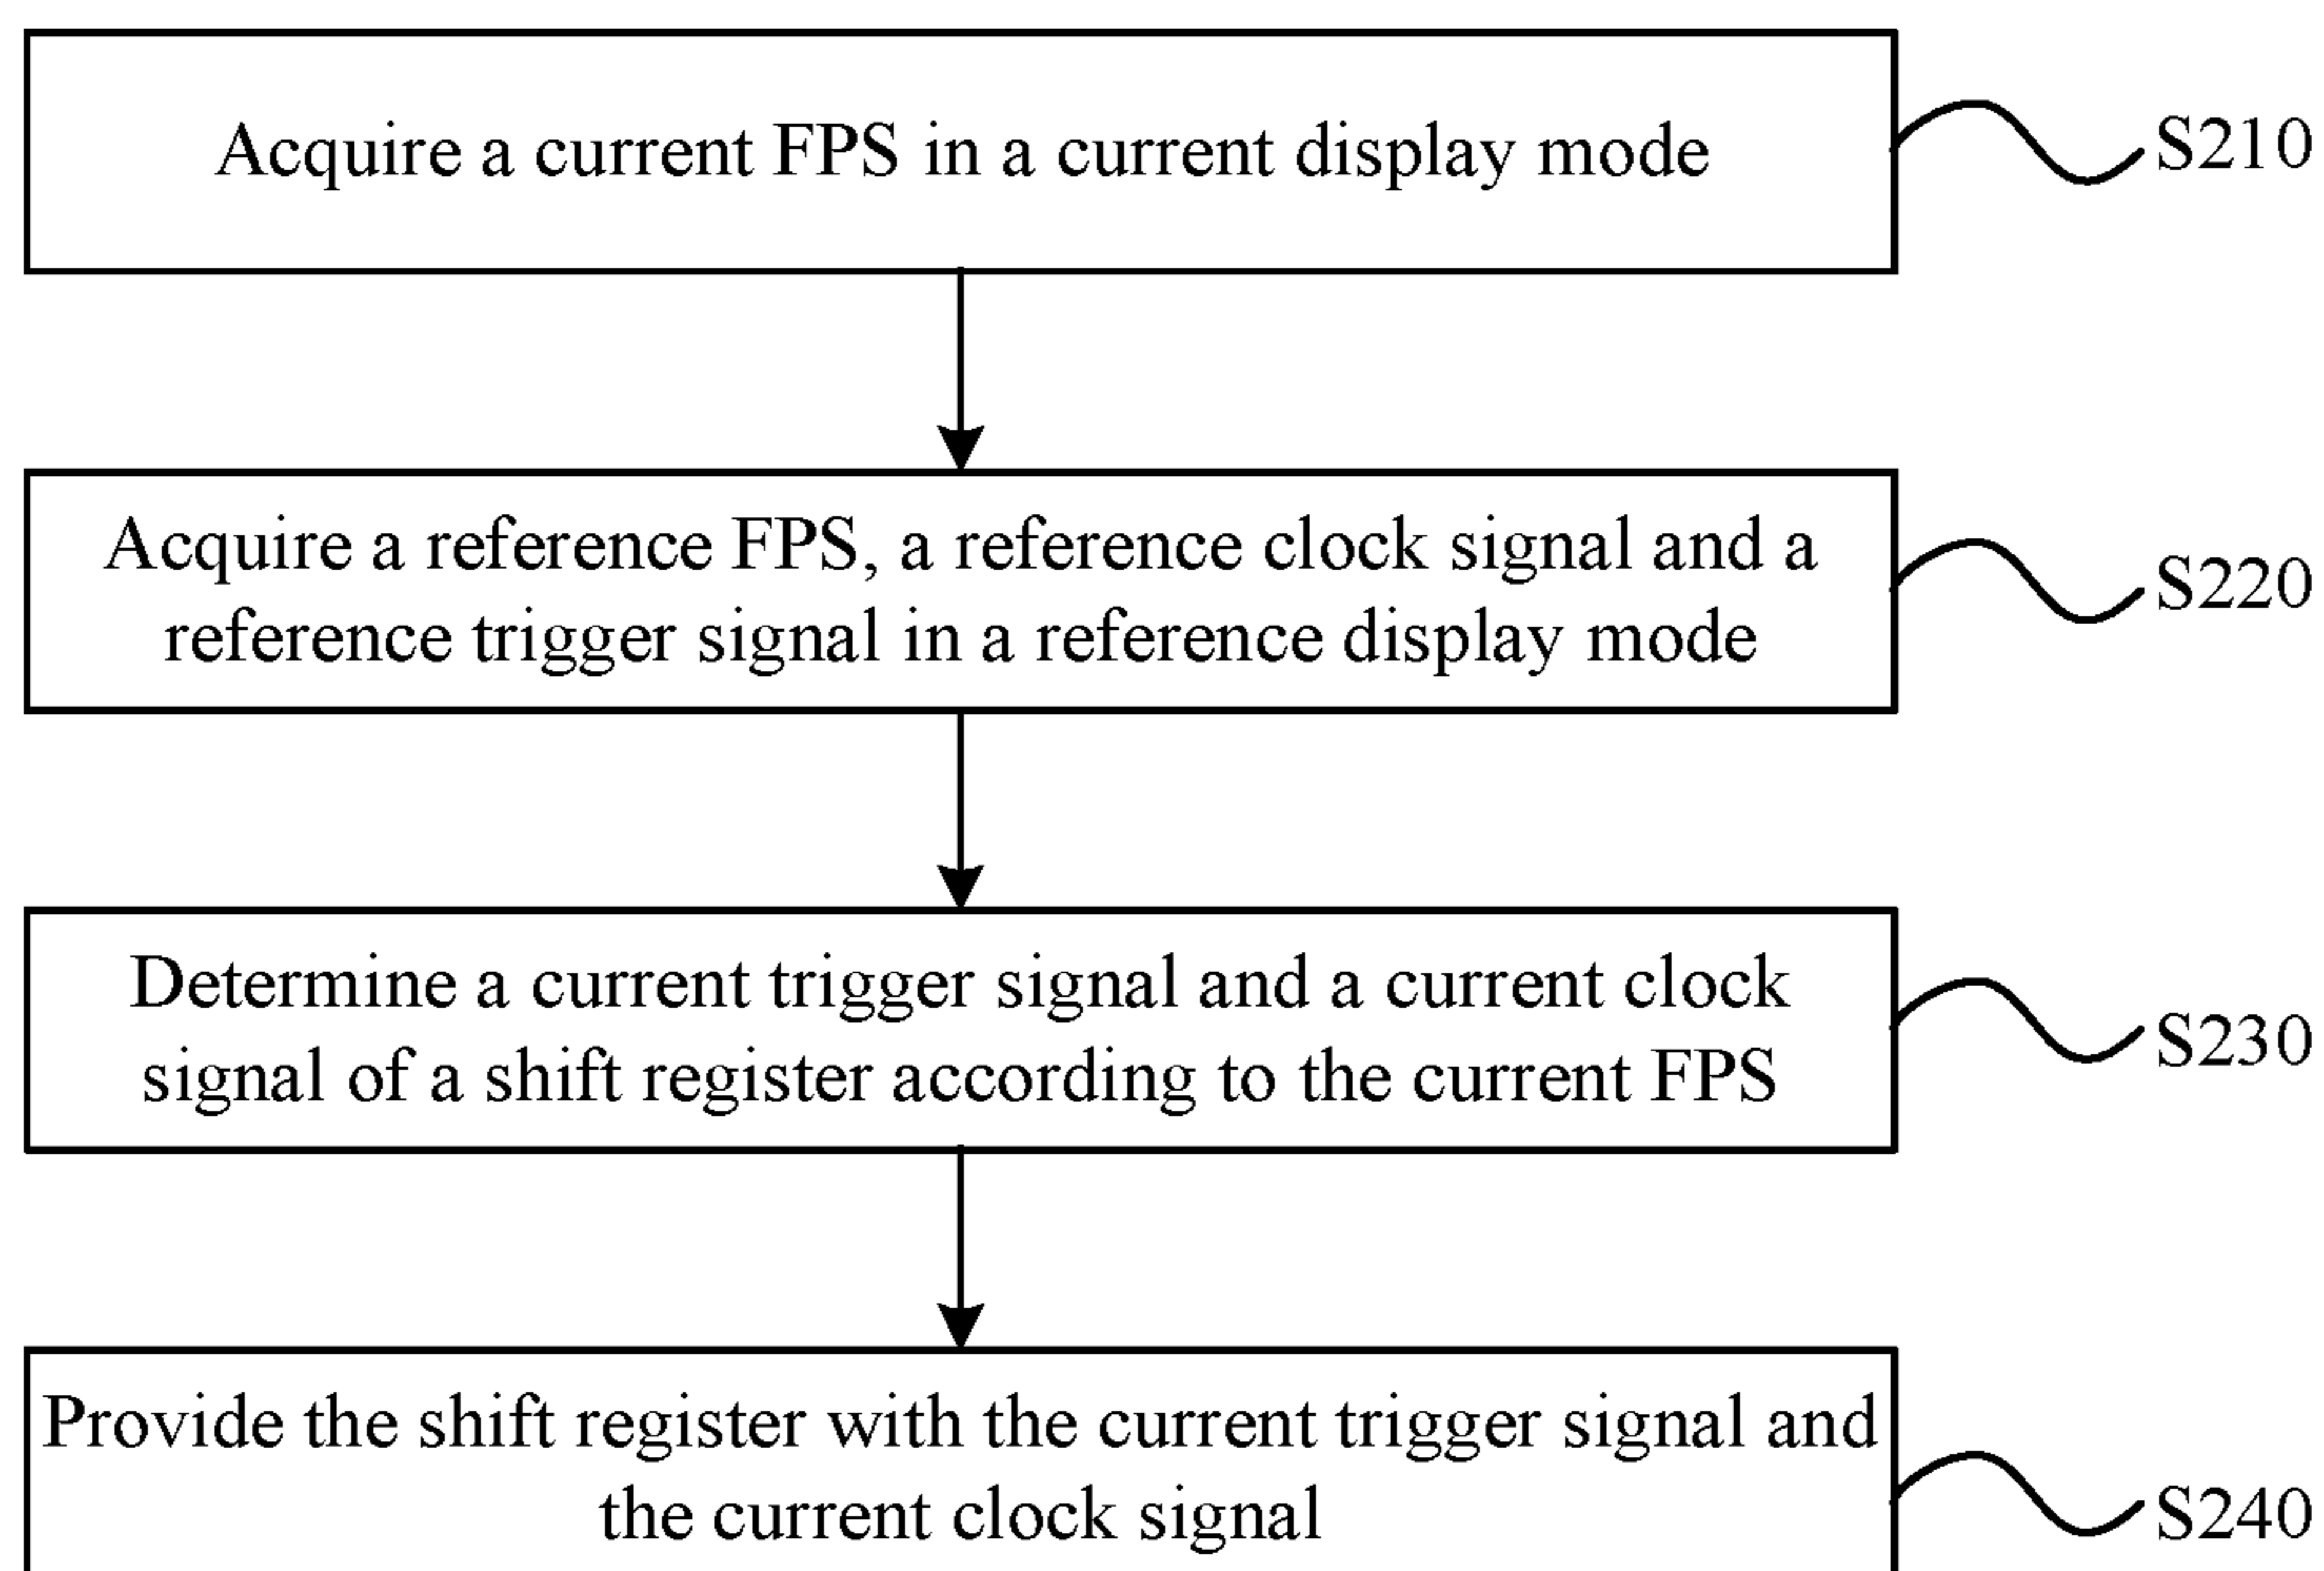 Acquire a current FPS in a current display mode
S210
Acquire a reference FPS, a reference clock signal and a
reference trigger signal in a reference display mode
S220
Determine a current trigger signal and a current clock
signal of a shift register according to the current FPS
S230
Provide the shift register with the current trigger signal and
the current clock signal
S240